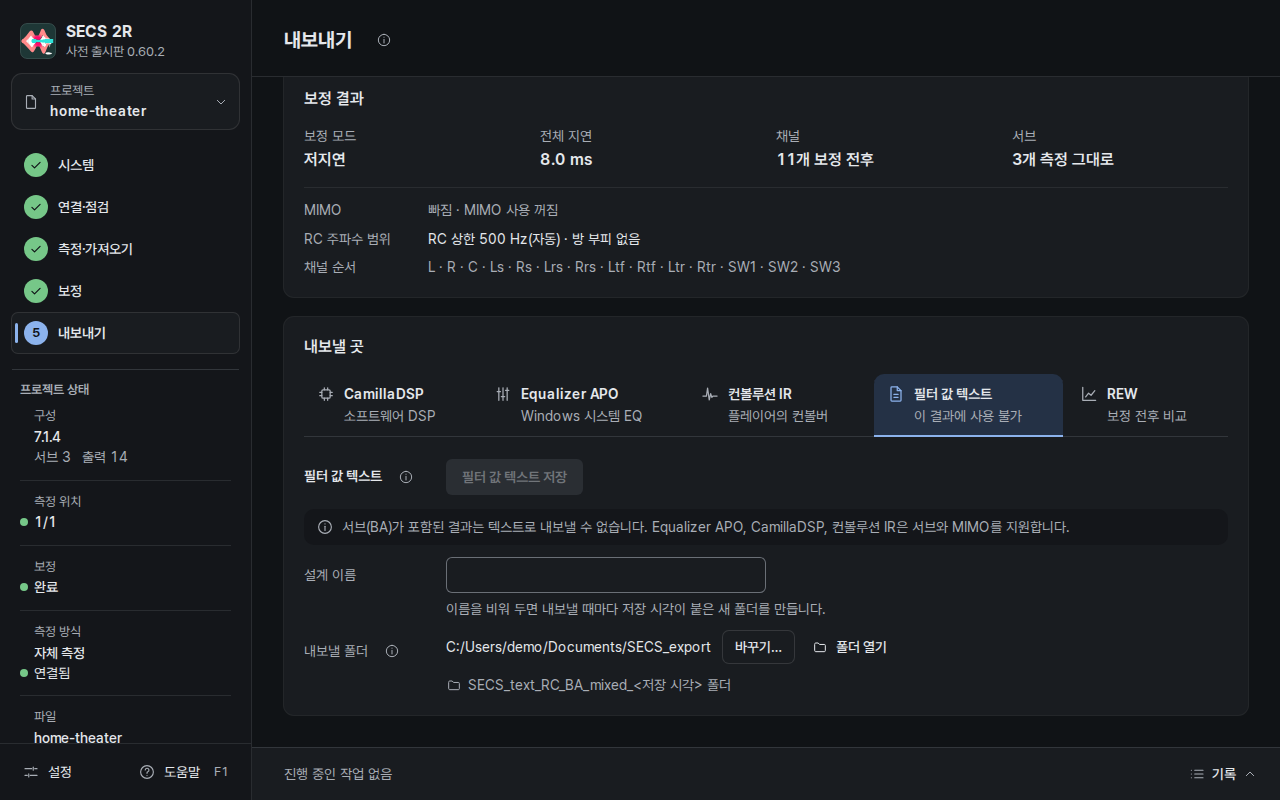 SECS 2R
사전 출시판 0.60.2
프로젝트
home-theater
시스템
연결·점검
측정·가져오기
보정
5 내보내기
프로젝트 상태
구성
7.1.4
서브 3 출력 14
측정 위치
1/1
보정
완료
측정 방식
자체 측정
연결됨
파일
home-theater
설정
도움말 F1
내보내기
보정 결과
보정 모드
저지연
전체 지연
8.0 ms
채널
11개 보정 전후
서브
3개 측정 그대로
MIMO 빠짐 · MIMO 사용 꺼짐
RC 주파수 범위 RC 상한 500 Hz(자동) · 방 부피 없음
채널 순서 L · R · C · Ls · Rs · Lrs · Rrs · Ltf · Rtf · Ltr · Rtr · SW1 · SW2 · SW3
내보낼 곳
CamillaDSP
소프트웨어 DSP
Equalizer APO
Windows 시스템 EQ
컨볼루션 IR
플레이어의 컨볼버
필터 값 텍스트
이 결과에 사용 불가
REW
보정 전후 비교
필터 값 텍스트
필터 값 텍스트 저장
서브(BA)가 포함된 결과는 텍스트로 내보낼 수 없습니다. Equalizer APO, CamillaDSP, 컨볼루션 IR은 서브와 MIMO를 지원합니다.
설계 이름
이름을 비워 두면 내보낼 때마다 저장 시각이 붙은 새 폴더를 만듭니다.
내보낼 폴더
C:/Users/demo/Documents/SECS_export
바꾸기...
폴더 열기
SECS_text_RC_BA_mixed_<저장 시각> 폴더
진행 중인 작업 없음
기록